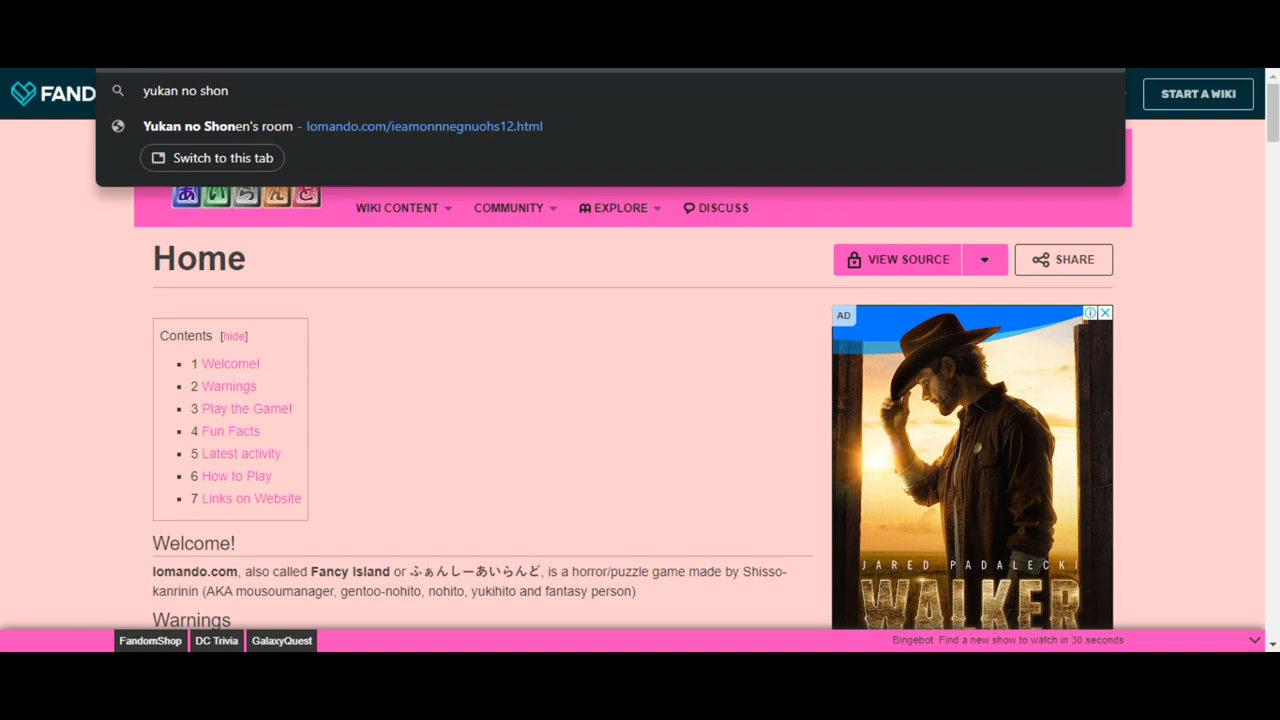 FAND
yukan no shon
START A WIKI
Yukan no Shonen's room - lomando.com/ieamonnnegnuohs12.html
Switch to this tab
あいらんど
WIKI CONTENT
COMMUNITY
EXPLORE
DISCUSS
Home
VIEW SOURCE
SHARE
Contents [hide]
1 Welcome!
2 Warnings
3 Play the Game!
4 Fun Facts
5 Latest activity
6 How to Play
7 Links on Website
AD
JARED PADALECKI
WALKER
Welcome!
lomando.com, also called Fancy Island or ふぁんしーあいらんど, is a horror/puzzle game made by Shisso-
kanrinin (AKA mousoumanager, gentoo-nohito, nohito, yukihito and fantasy person)
Warnings
FandomShop
DC Trivia
GalaxyQuest
Bingebot: Find a new show to watch in 30 seconds